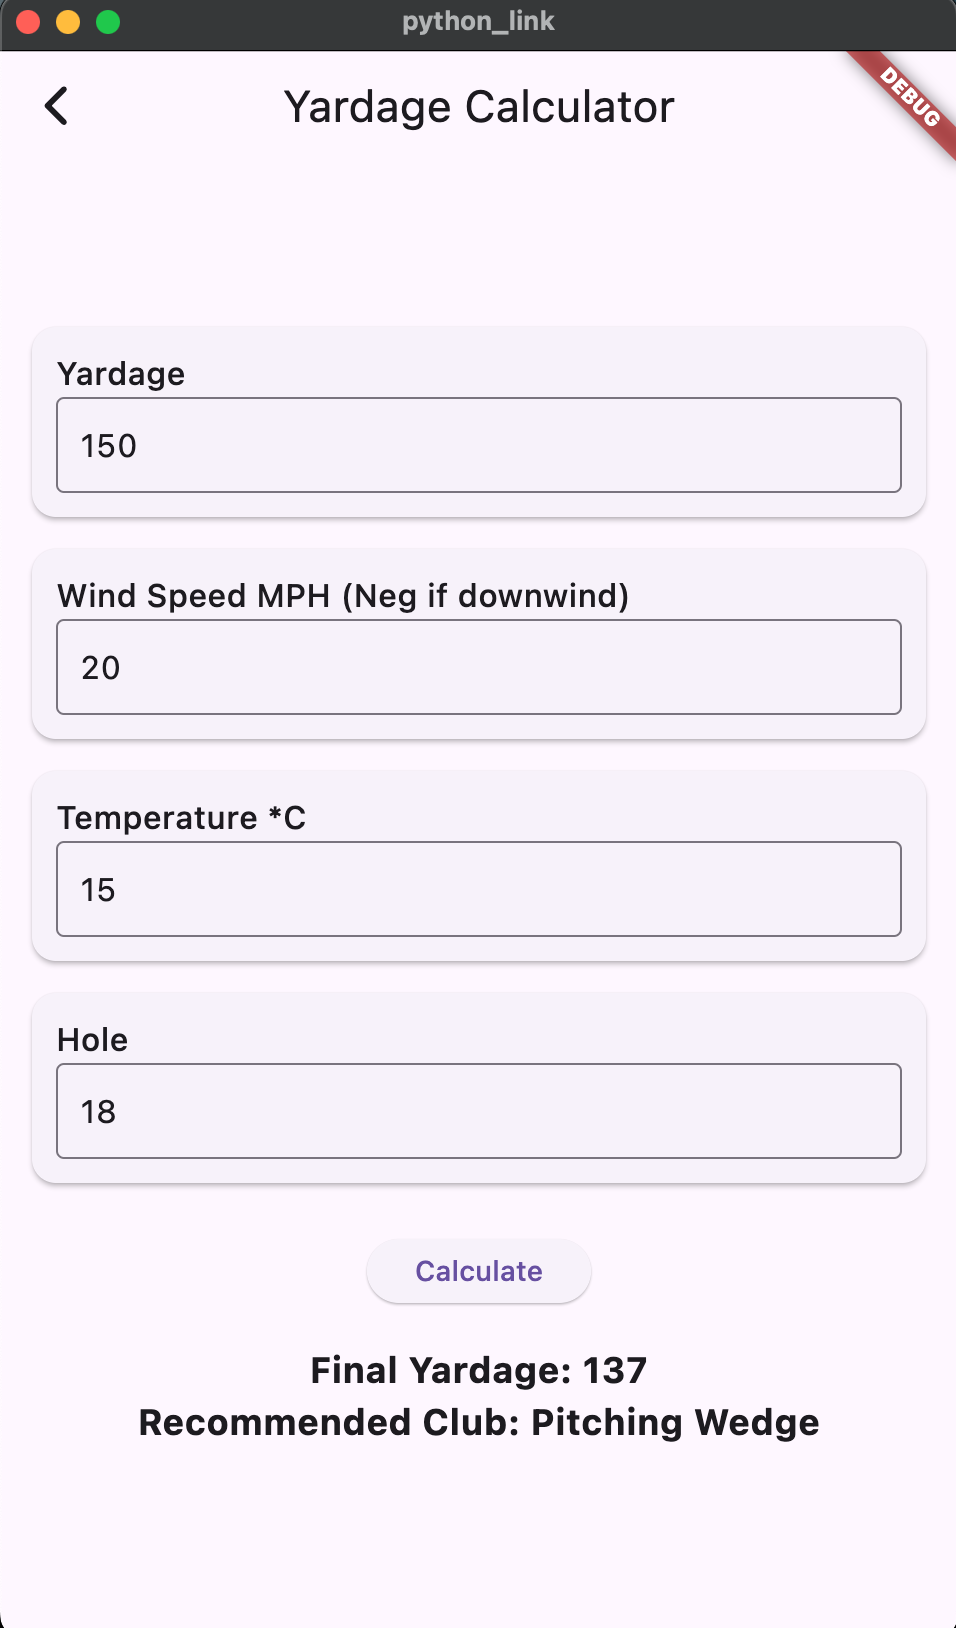 python_link
DEBUG
Yardage Calculator
Yardage
150
Wind Speed MPH (Neg if downwind)
20
Temperature *C
15
Hole
18
Calculate
Final Yardage: 137
Recommended Club: Pitching Wedge